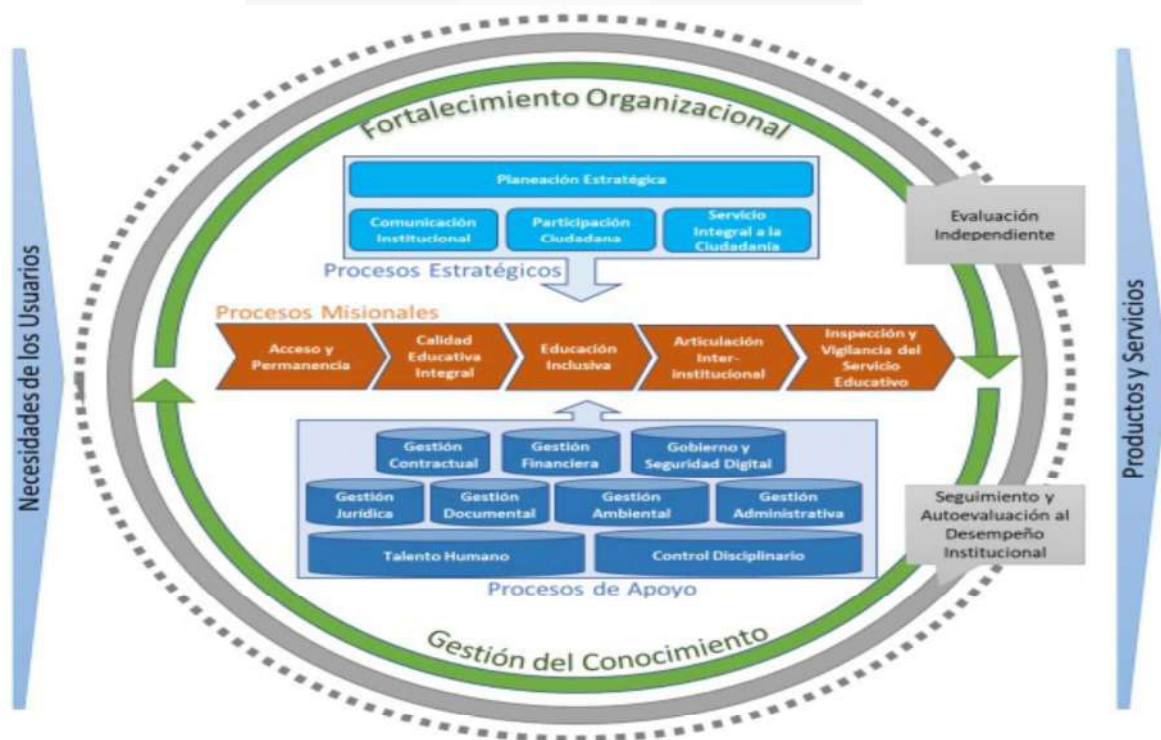 Fortalecimiento Organizacional
Planeación Estratégica
Comunicación
Institucional
Participación
Ciudadana
Servicio
Integral a la
Ciudadanía
Procesos Estratégicos
Evaluación
Independiente
Necesidades de los Usuarios
Productos y Servicios
Procesos Misionales
Acceso y
Permanencia
Calidad
Educativa
Integral
Educación
Inclusiva
Articulación
Inter-
institucional
Inspección y
Vigilancia del
Servicio
Educativo
Gestión
Contractual
Gestión
Financiera
Gobierno y
Seguridad Digital
Gestión
Jurídica
Gestión
Documental
Gestión
Ambiental
Gestión
Administrativa
Talento Humano
Control Disciplinario
Procesos de Apoyo
Seguimiento y
Autoevaluación al
Desempeño
Institucional
Gestión del Conocimiento